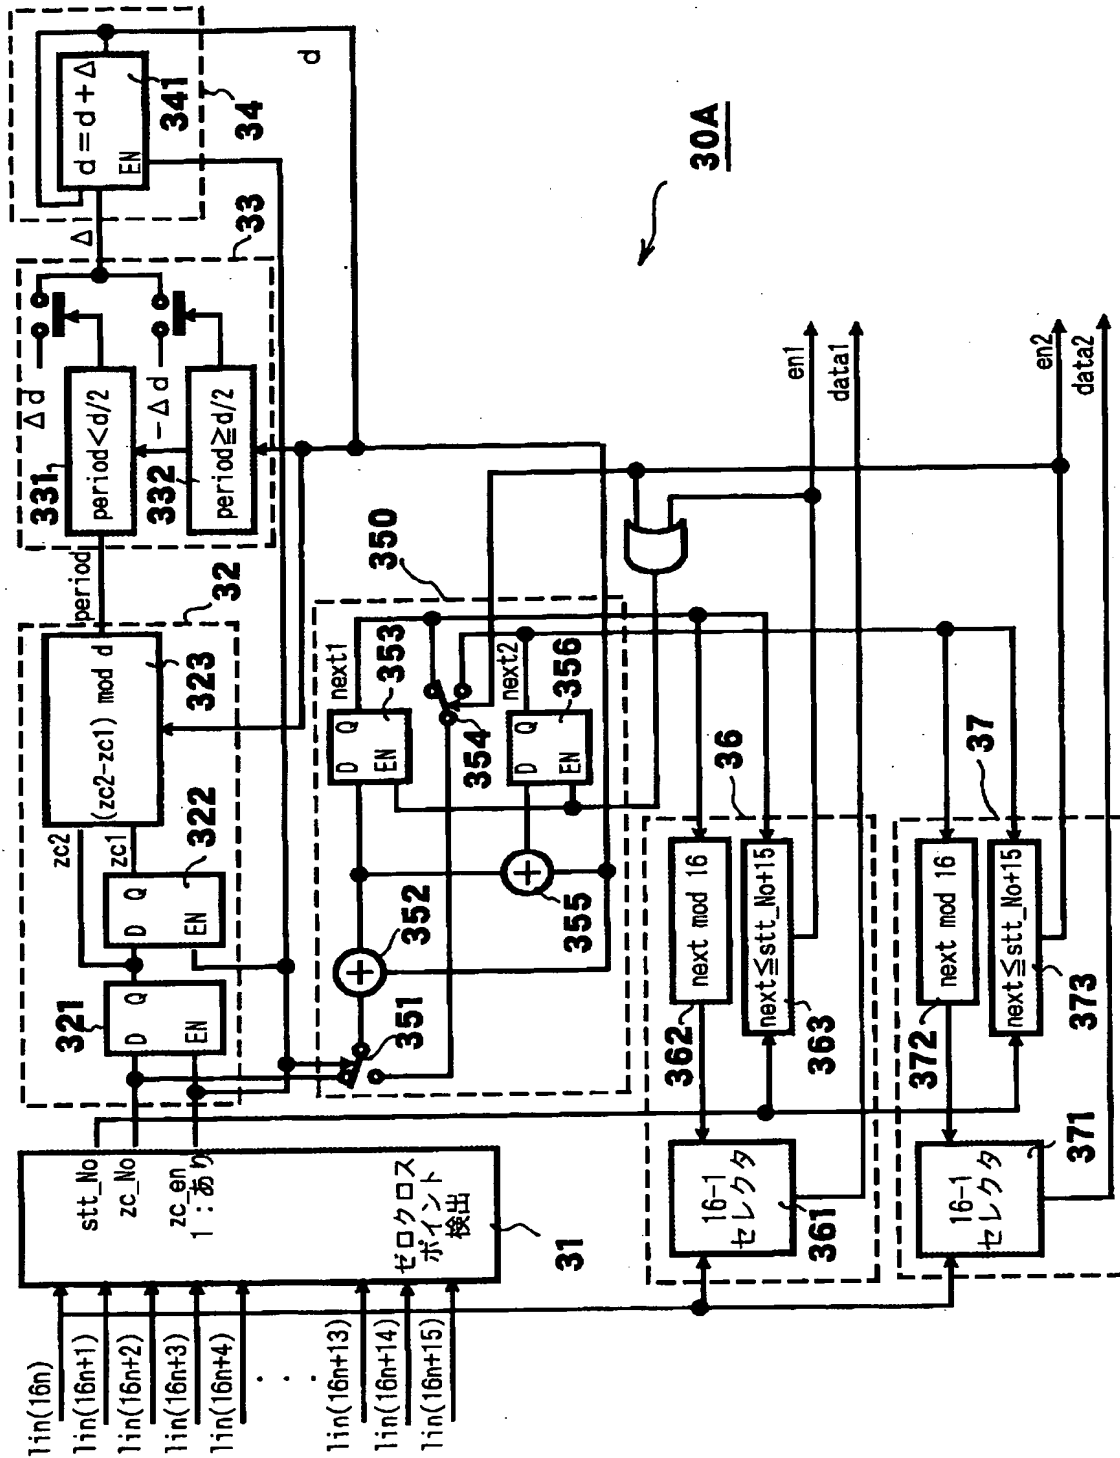 lin(16n)
lin(16n+1)
lin(16n+2)
lin(16n+3)
lin(16n+4)
. . . .
lin(16n+13)
lin(16n+14)
lin(16n+15)
stt_No
zc_No
zc_en
1:あり
ゼロクロス
ポイント
検出
31
321
D Q
EN
322
D Q
EN
zc2
zc1
(zc2-zc1) mod d
323
32
period
331
period<d/2
332
period≧d/2
Δd
-Δd
33
Δ
d=d+Δ
EN
341
34
d
30A
350
351
352
next1
D Q
EN
353
354
next2
D Q
EN
356
355
36
next mod 16
362
next≦stt_No+15
363
16-1
セレクタ
361
en1
data1
37
next mod 16
372
next≦stt_No+15
373
16-1
セレクタ
371
en2
data2